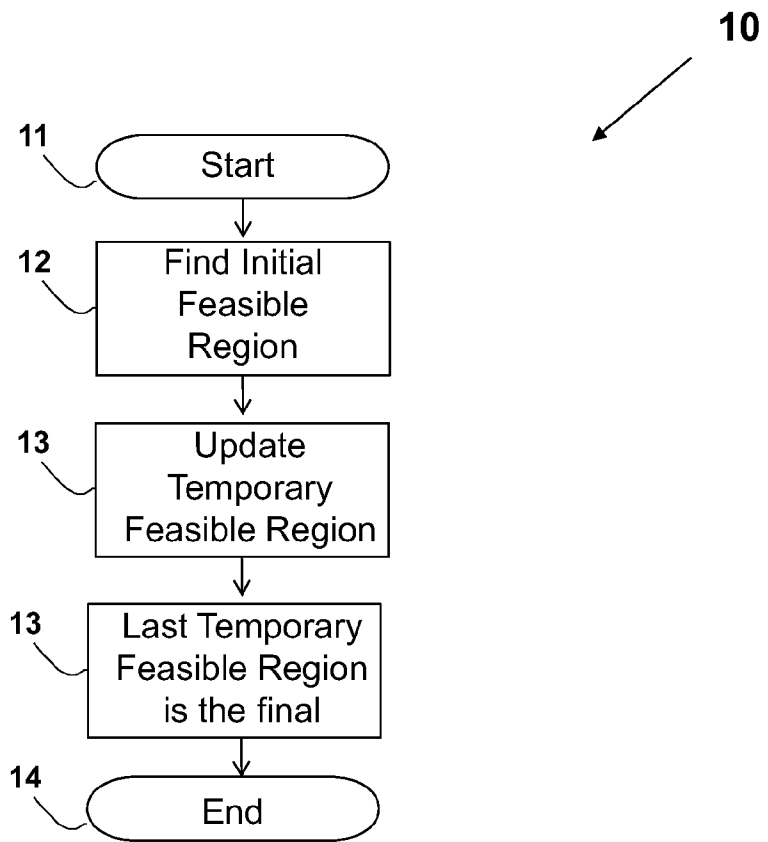 10
11
Start
12
Find Initial
Feasible
Region
13
Update
Temporary
Feasible Region
13
Last Temporary
Feasible Region
is the final
14
End